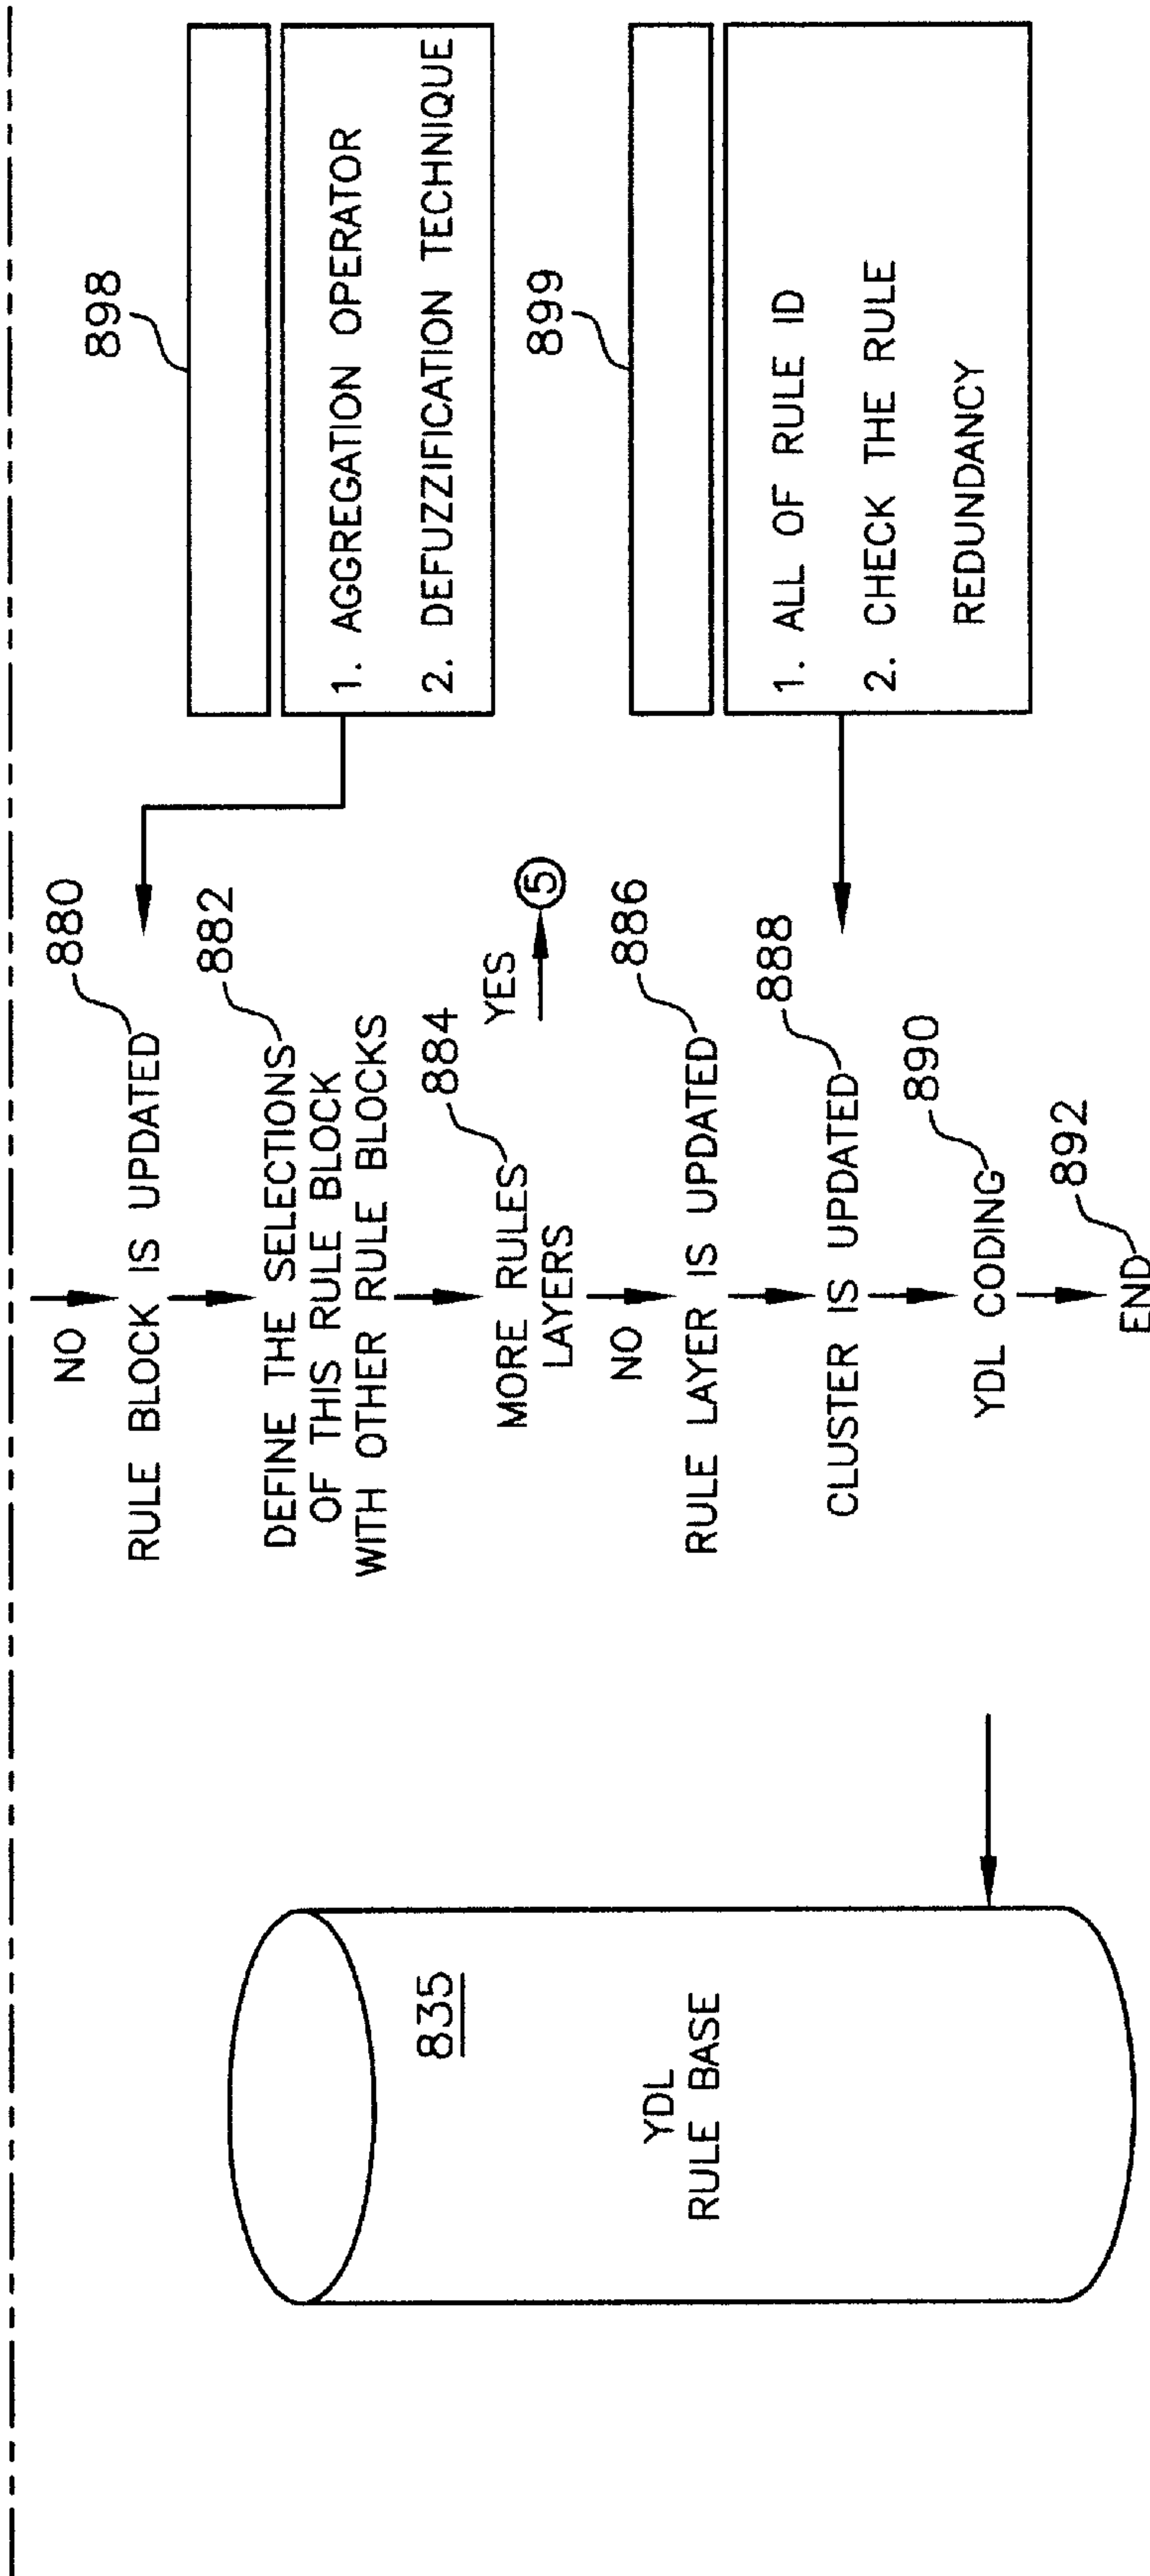 NO
RULE BLOCK IS UPDATED
880
DEFINE THE SELECTIONS
OF THIS RULE BLOCK
WITH OTHER RULE BLOCKS
882
MORE RULES
LAYERS
884
YES
5
NO
RULE LAYER IS UPDATED
886
CLUSTER IS UPDATED
888
YDL CODING
890
END
892
898
1. AGGREGATION OPERATOR
2. DEFUZZIFICATION TECHNIQUE
899
1. ALL OF RULE ID
2. CHECK THE RULE
REDUNDANCY
835
YDL
RULE BASE